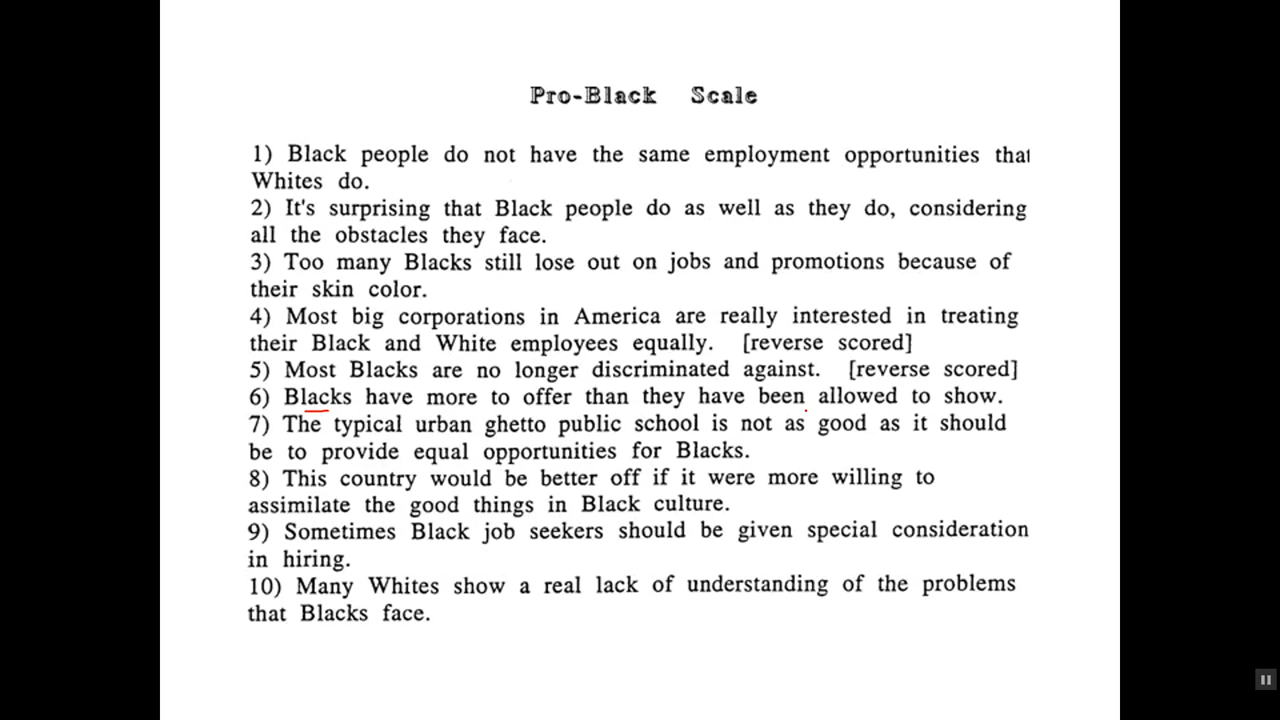 Pro-Black Scale
1) Black people do not have the same employment opportunities that
Whites do.
2) It's surprising that Black people do as well as they do, considering
all the obstacles they face.
3) Too many Blacks still lose out on jobs and promotions because of
their skin color.
4) Most big corporations in America are really interested in treating
their Black and White employees equally. [reverse scored]
5) Most Blacks are no longer discriminated against. [reverse scored]
6) Blacks have more to offer than they have been allowed to show.
7) The typical urban ghetto public school is not as good as it should
be to provide equal opportunities for Blacks.
8) This country would be better off if it were more willing to
assimilate the good things in Black culture.
9) Sometimes Black job seekers should be given special consideration
in hiring.
10) Many Whites show a real lack of understanding of the problems
that Blacks face.